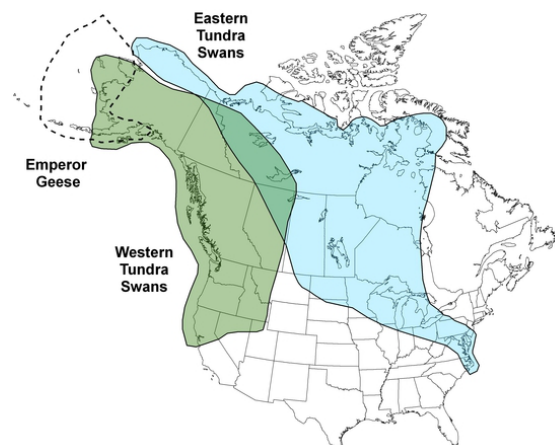 Eastern
Tundra
Swans
Emperor
Geese
Western
Tundra
Swans